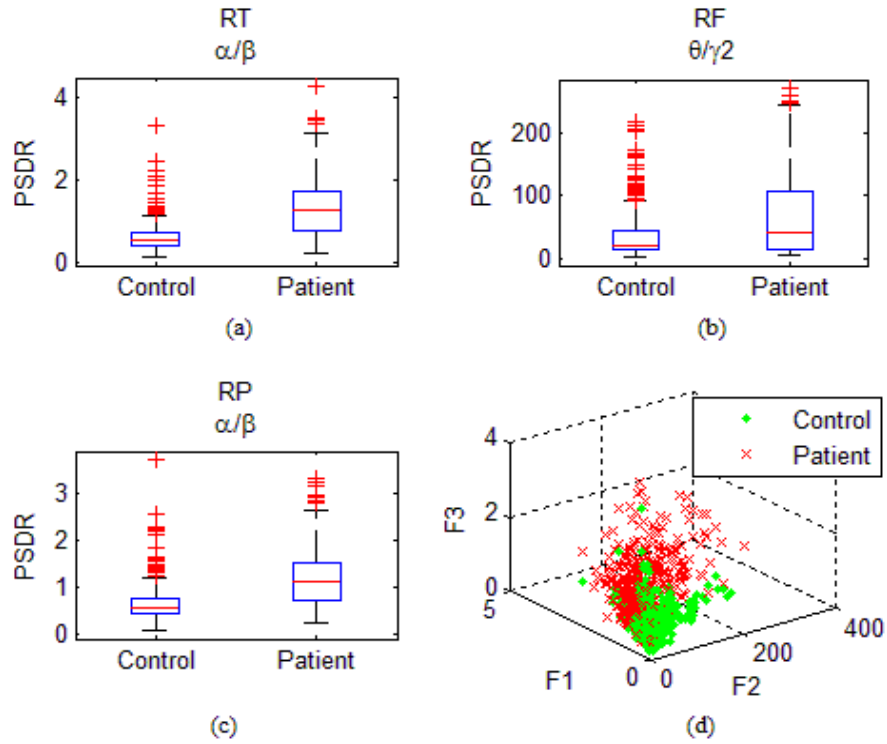 RT
α/β
4
2
0
PSDR
Control
Patient
(a)
RF
θ/γ2
200
100
0
PSDR
Control
Patient
(b)
RP
α/β
3
2
1
0
PSDR
Control
Patient
(c)
Control
Patient
4
2
0
F3
5
0
F1
0
200
400
F2
(d)